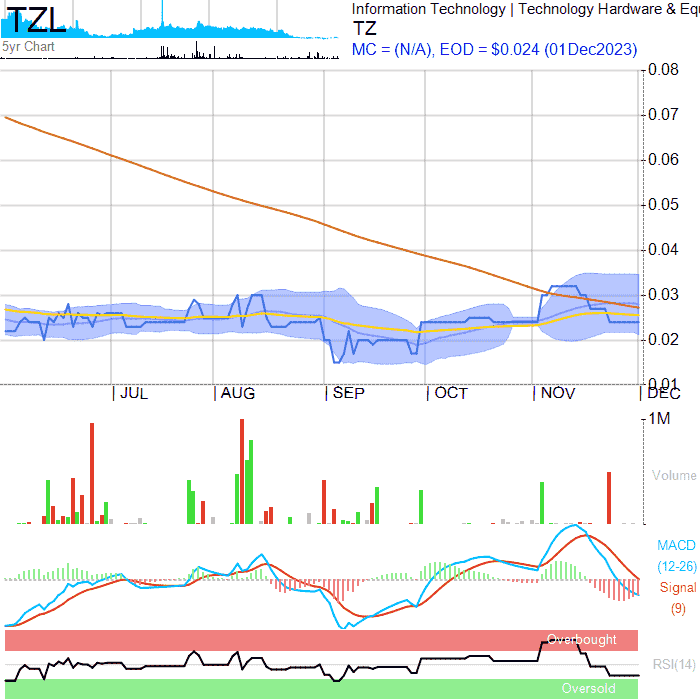 TZL
5yr Chart
Information Technology | Technology Hardware & Equ
TZ
MC = (N/A), EOD = $0.024 (01Dec2023)
0.08
0.07
0.06
0.05
0.04
0.03
0.02
0.01
JUL AUG SEP OCT NOV DEC
1M
Volume
MACD
(12-26)
Signal
(9)
Overbought
RSI(14)
Oversold